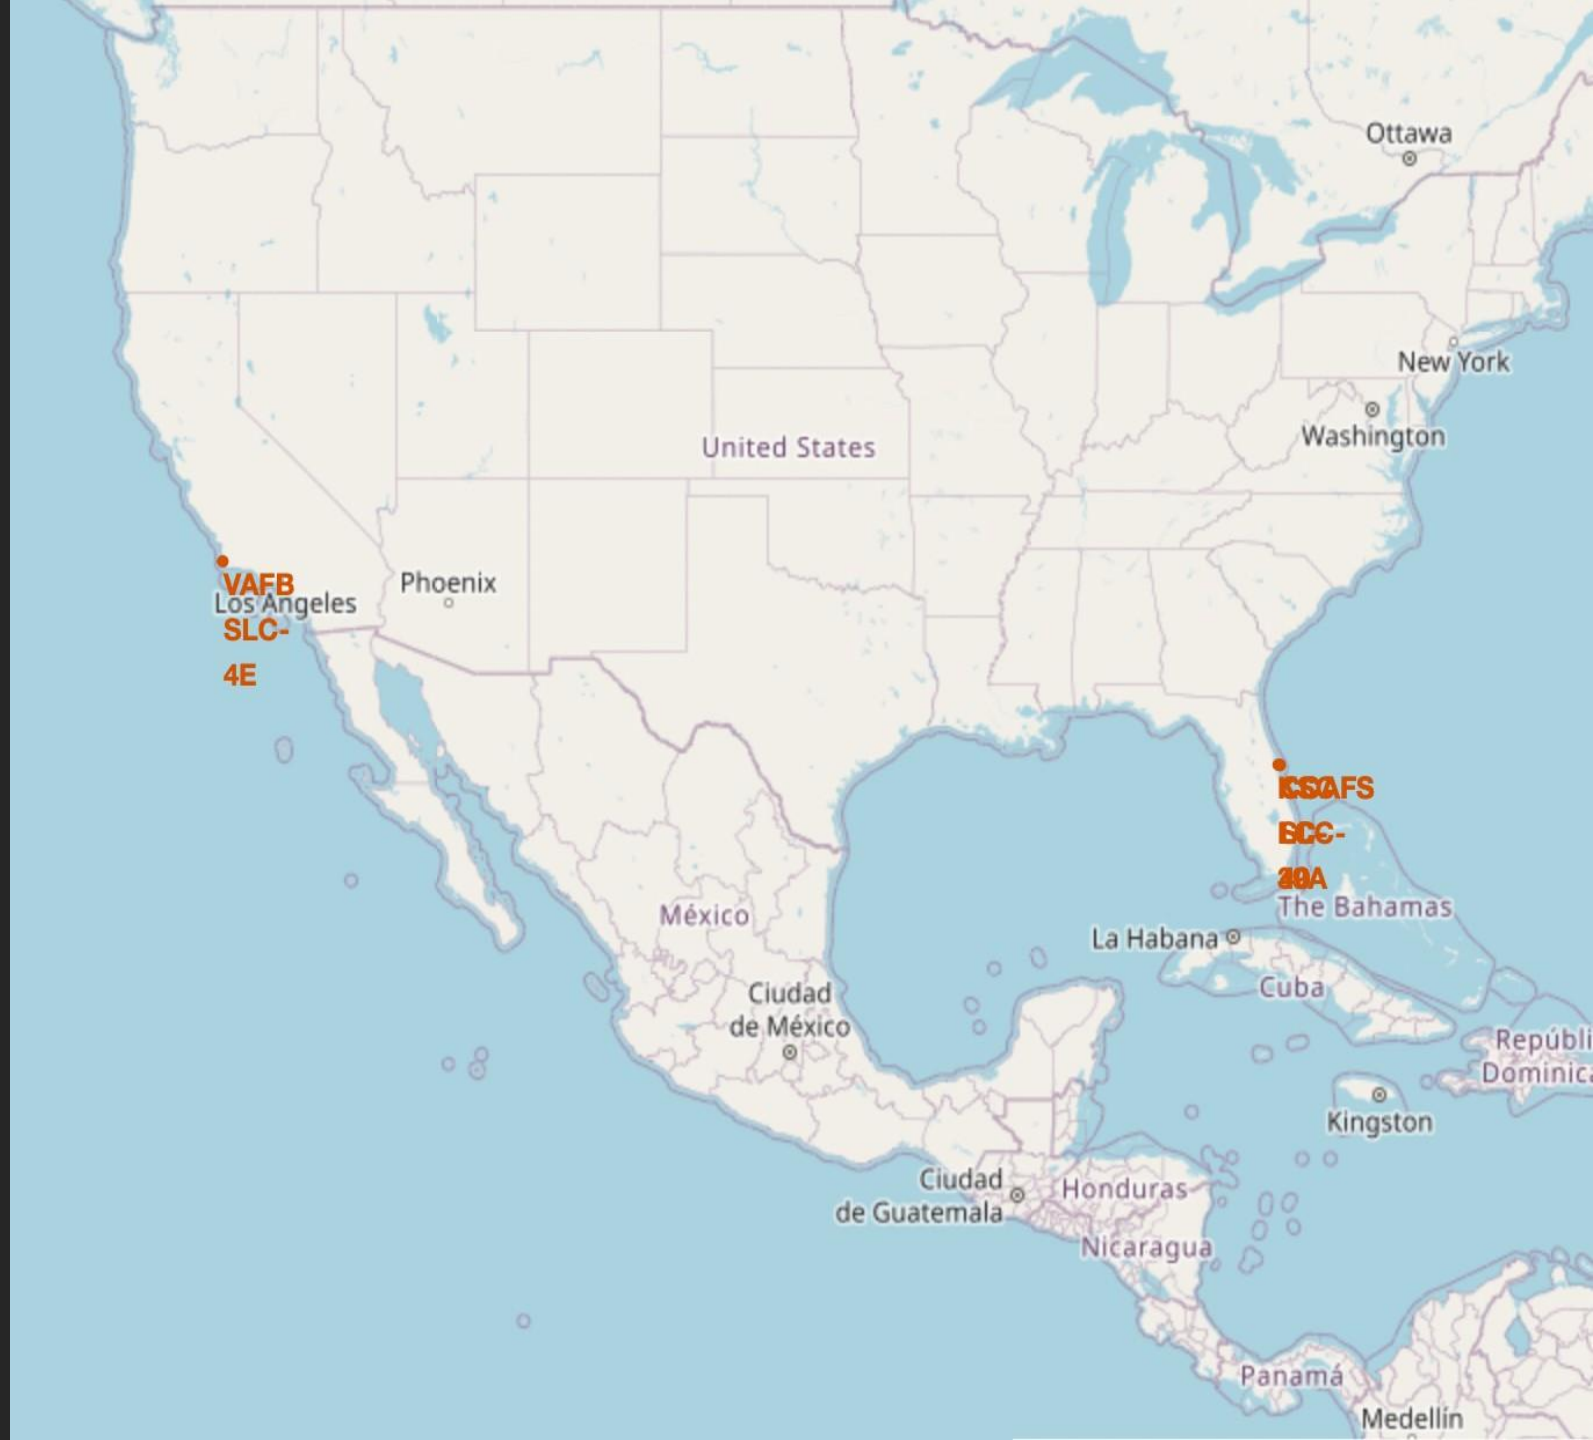 Ottawa
New York
Washington
United States
VAFB
SLC-
4E
Los Angeles
Phoenix
The Bahamas
México
La Habana
Cuba
Ciudad
de México
Repúbli
Dominica
Kingston
Ciudad
de Guatemala
Honduras
Nicaragua
Panamá
Medellín